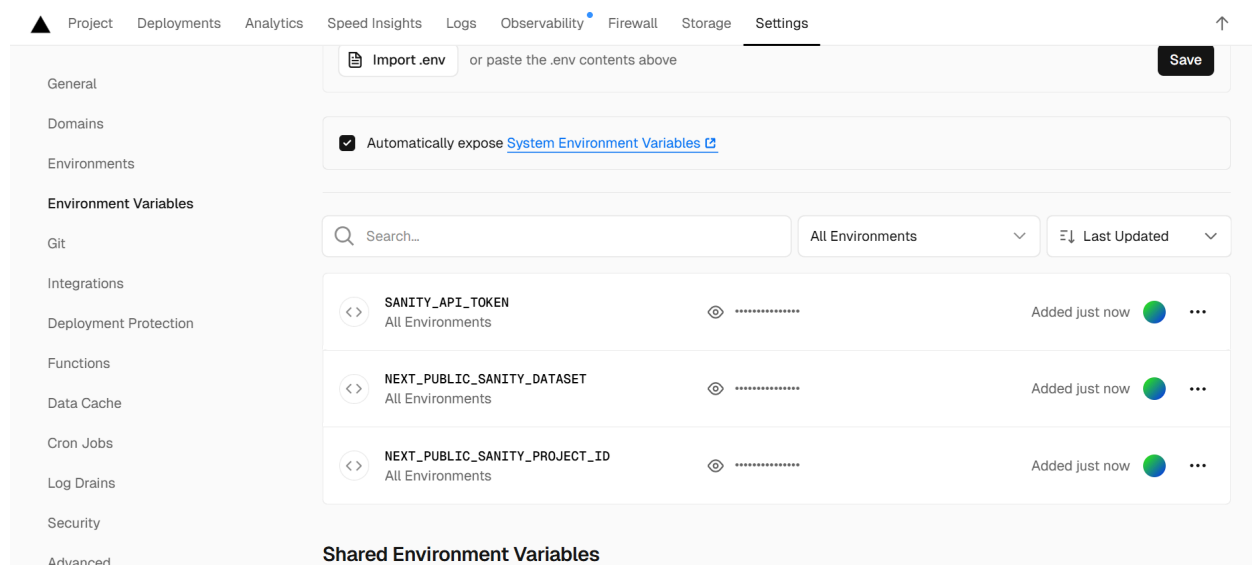 Project Deployments Analytics Speed Insights Logs Observability Firewall Storage Settings
Import .env or paste the .env contents above Save
General
Domains
Environments
Environment Variables
Git
Integrations
Deployment Protection
Functions
Data Cache
Cron Jobs
Log Drains
Security
Advanced
Automatically expose System Environment Variables
Search...
All Environments
Last Updated
SANITY_API_TOKEN
All Environments
••••••••••••••
Added just now
NEXT_PUBLIC_SANITY_DATASET
All Environments
••••••••••••••
Added just now
NEXT_PUBLIC_SANITY_PROJECT_ID
All Environments
••••••••••••••
Added just now
Shared Environment Variables